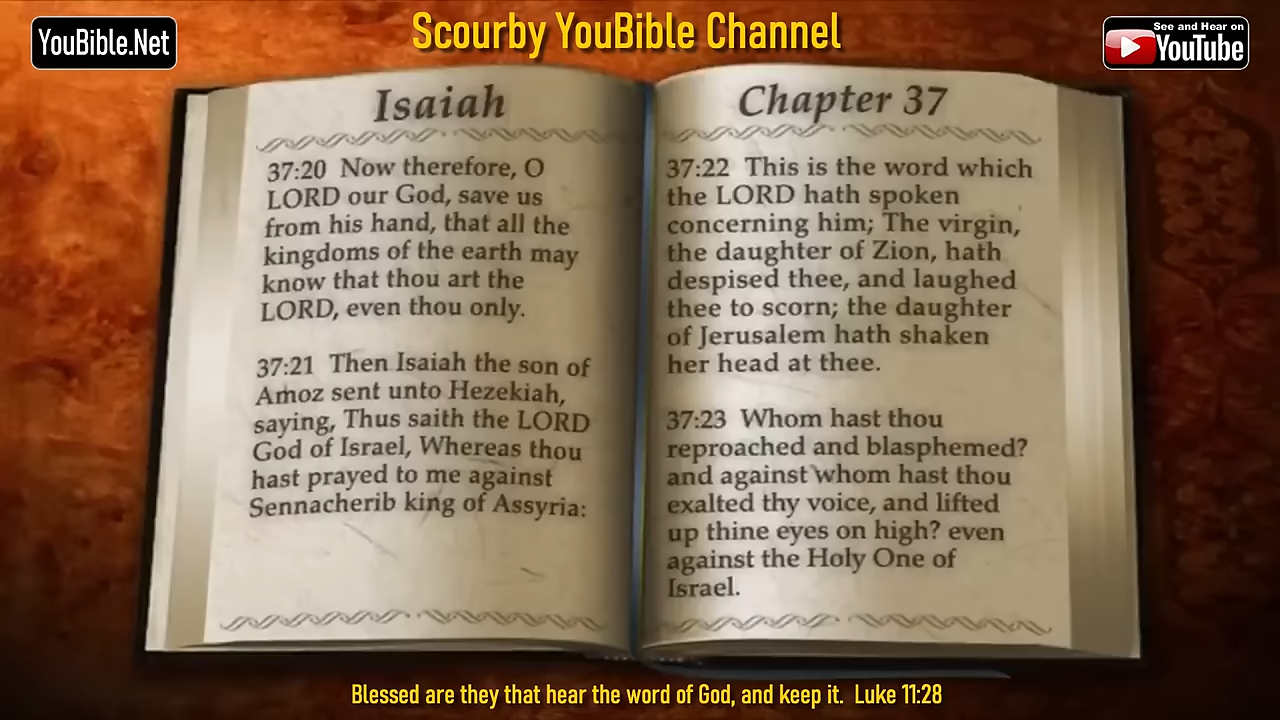 YouBible.Net
Scourby YouBible Channel
See and Hear on
YouTube
Isaiah
37:20 Now therefore, O
LORD our God, save us
from his hand, that all the
kingdoms of the earth may
know that thou art the
LORD, even thou only.
37:21 Then Isaiah the son of
Amoz sent unto Hezekiah,
saying, Thus saith the LORD
God of Israel, Whereas thou
hast prayed to me against
Sennacherib king of Assyria:
Chapter 37
37:22 This is the word which
the LORD hath spoken
concerning him; The virgin,
the daughter of Zion, hath
despised thee, and laughed
thee to scorn; the daughter
of Jerusalem hath shaken
her head at thee.
37:23 Whom hast thou
reproached and blasphemed?
and against whom hast thou
exalted thy voice, and lifted
up thine eyes on high? even
against the Holy One of
Israel.
Blessed are they that hear the word of God, and keep it. Luke 11:28